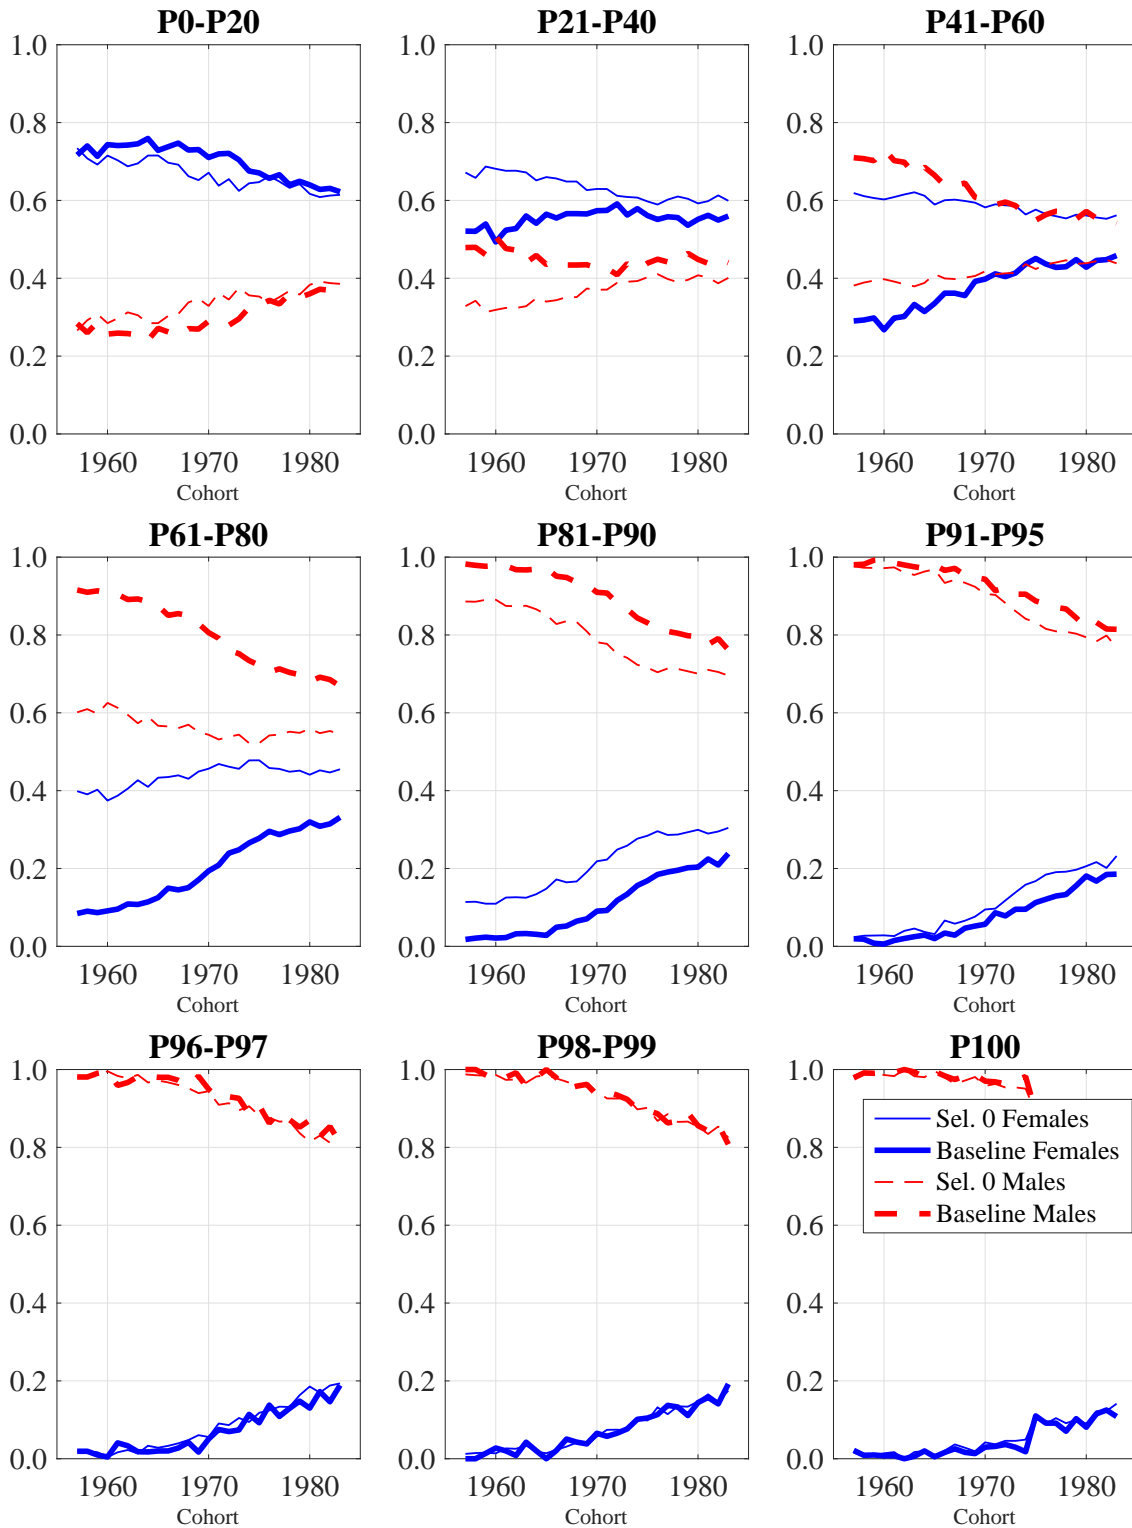 P0-P20 P21-P40 P41-P60
1.0 1.0 1.0
0.8 0.8 0.8
0.6 0.6 0.6
0.4 0.4 0.4
0.2 0.2 0.2
0.0 0.0 0.0
1960 1970 1980 1960 1970 1980 1960 1970 1980
Cohort Cohort Cohort
P61-P80 P81-P90 P91-P95
1.0 1.0 1.0
0.8 0.8 0.8
0.6 0.6 0.6
0.4 0.4 0.4
0.2 0.2 0.2
0.0 0.0 0.0
1960 1970 1980 1960 1970 1980 1960 1970 1980
Cohort Cohort Cohort
P96-P97 P98-P99 P100
1.0 1.0 1.0
0.8 0.8 0.8
0.6 0.6 0.6
0.4 0.4 0.4
0.2 0.2 0.2
0.0 0.0 0.0
1960 1970 1980 1960 1970 1980 1960 1970 1980
Cohort Cohort Cohort
Sel. 0 Females
Baseline Females
Sel. 0 Males
Baseline Males